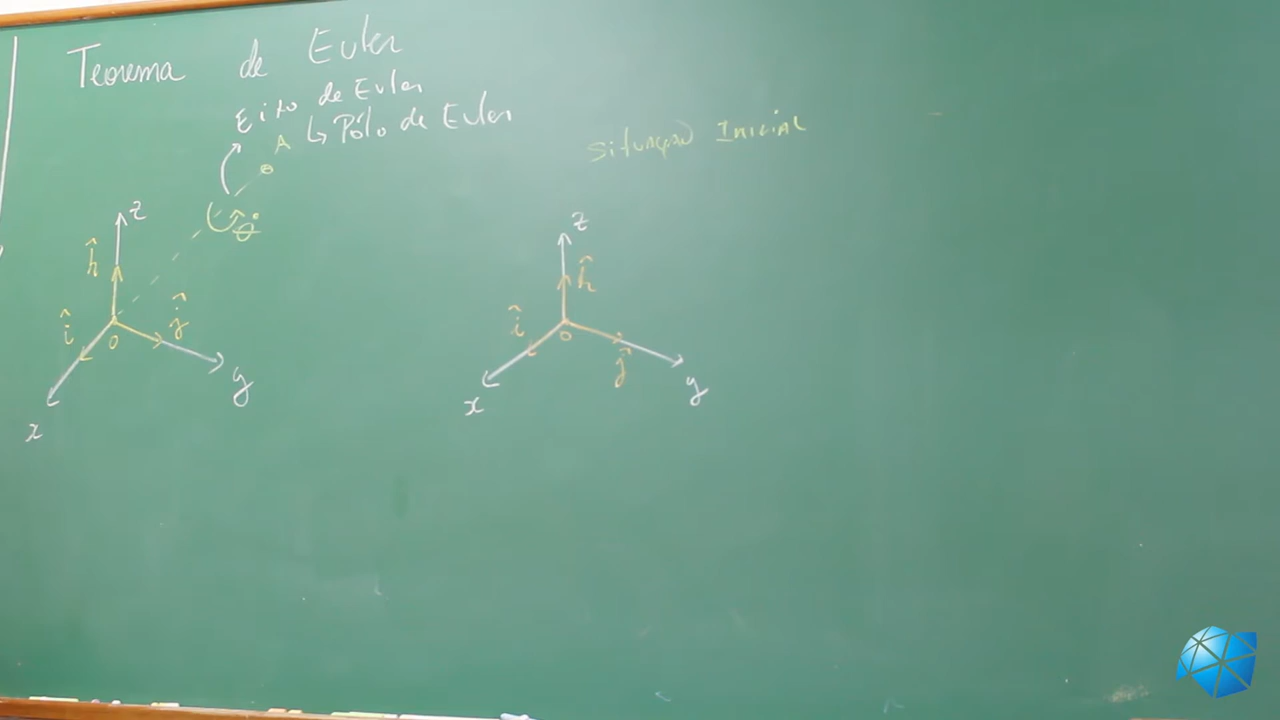 Teorema de Euler
Eixo de Euler
↳ Pólo de Euler
A
θ
z
ĥ
î
ĵ
o
y
x
Situação Inicial
z
ĥ
î
o
ĵ
x
y